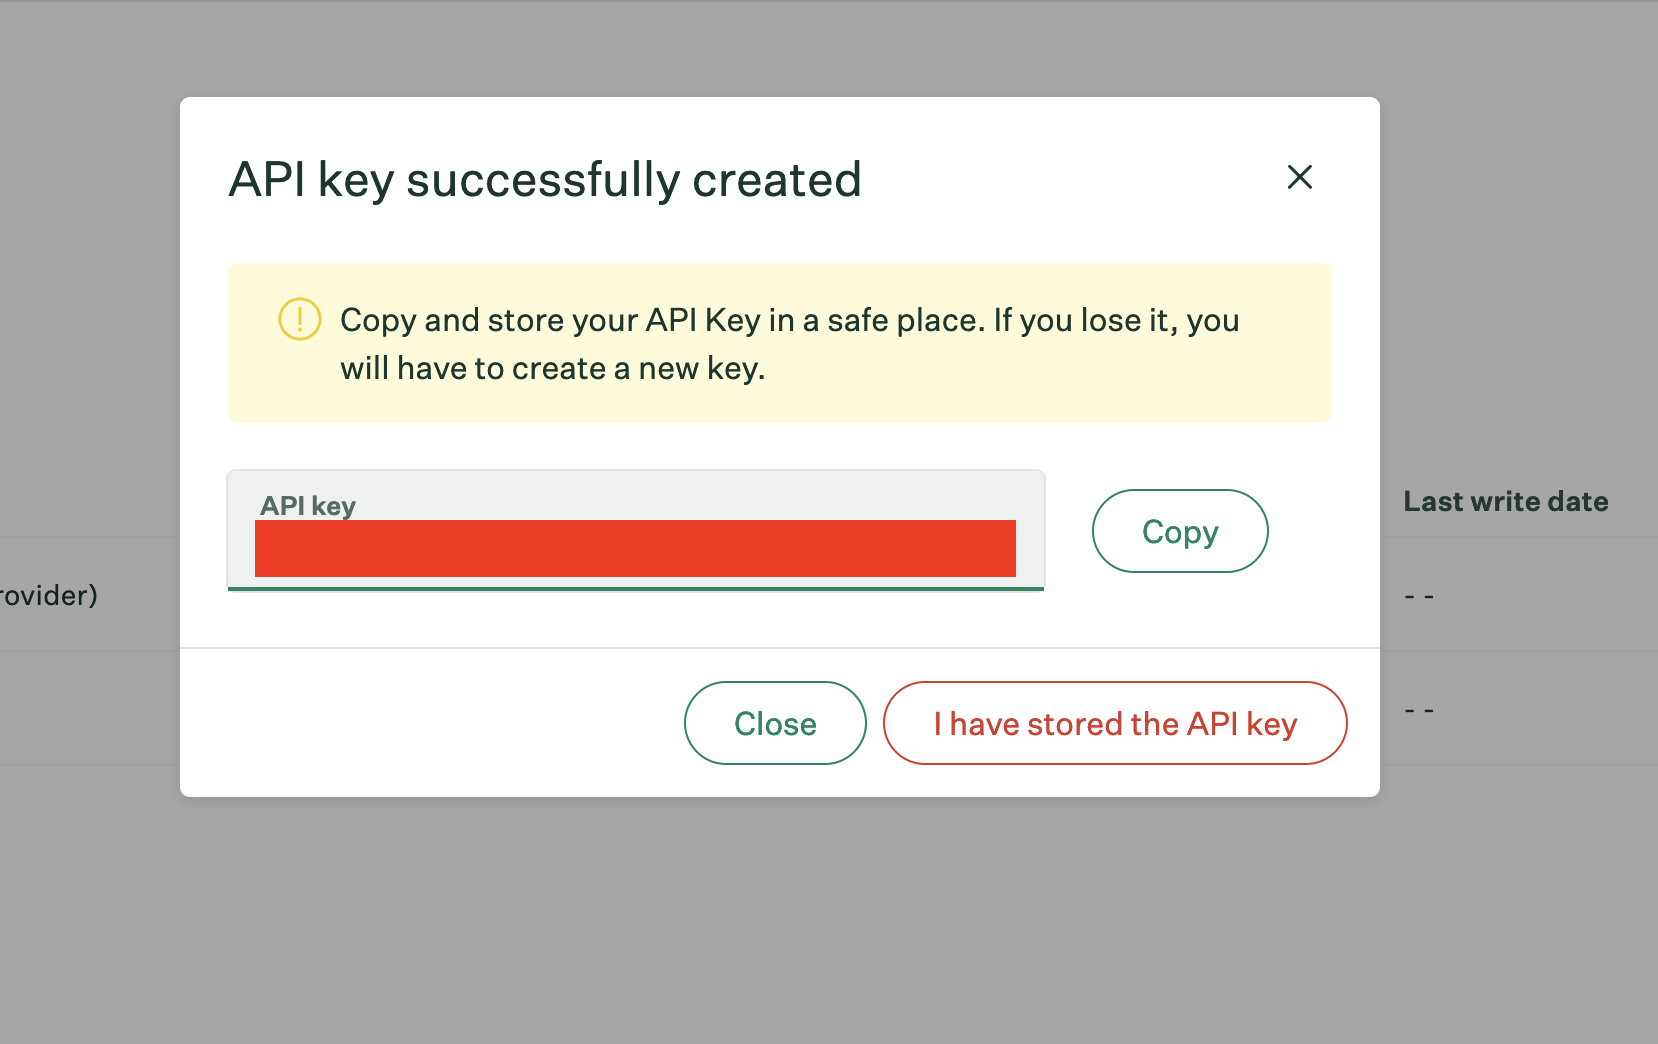 API key successfully created
Copy and store your API Key in a safe place. If you lose it, you
will have to create a new key.
API key
Copy
Last write date
rovider)
- -
Close
I have stored the API key
- -